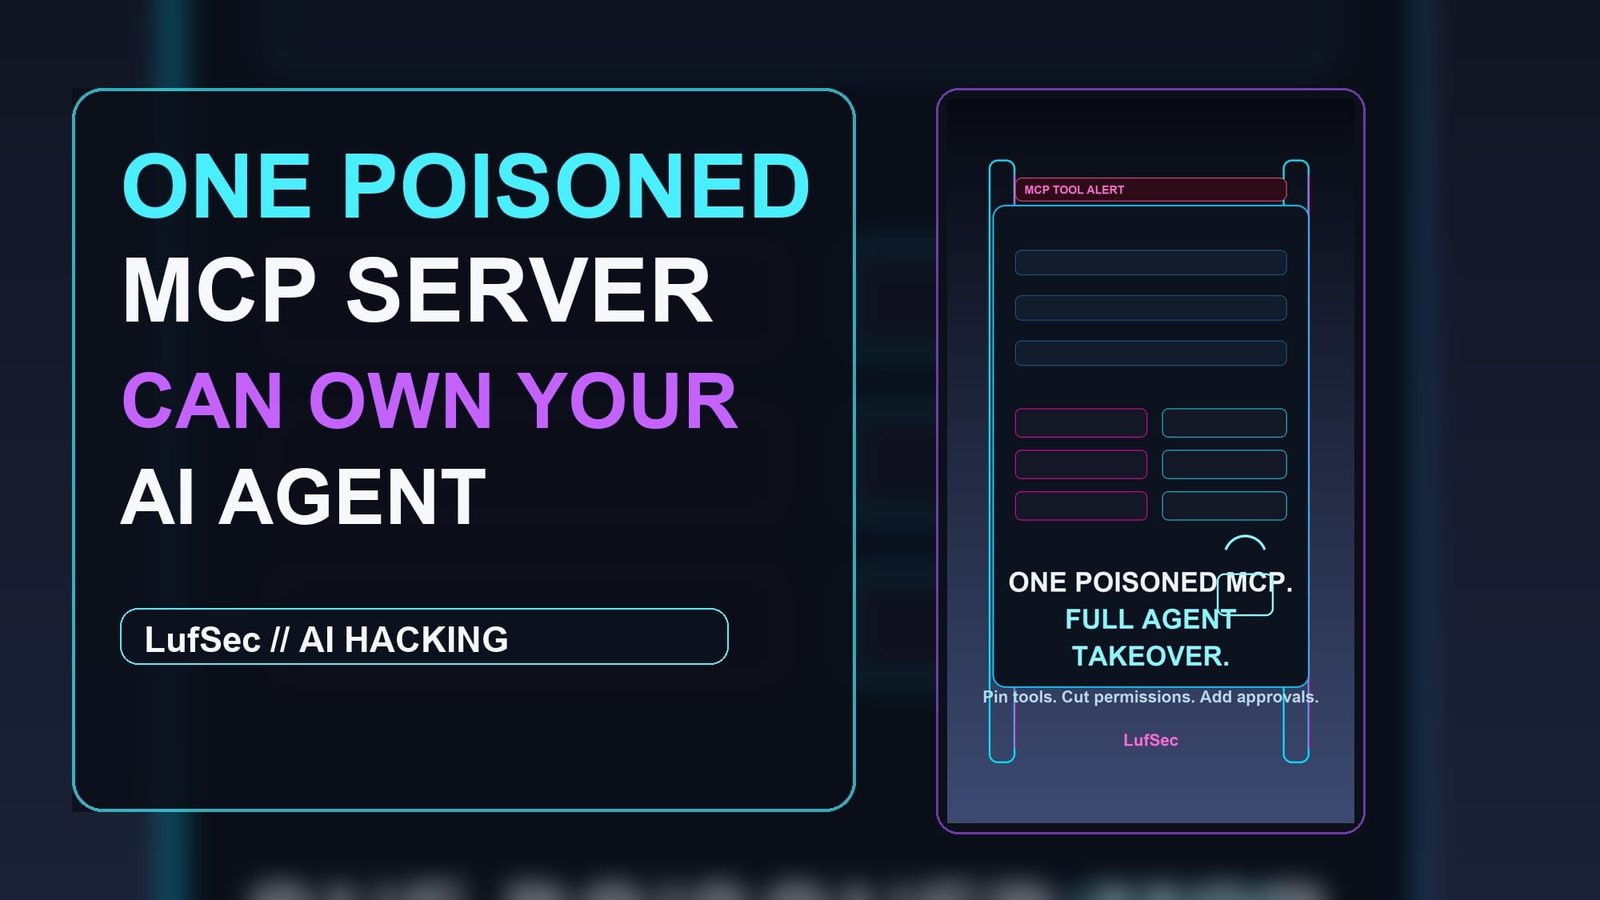 ONE POISONED
MCP SERVER
CAN OWN YOUR
AI AGENT
LufSec // AI HACKING
MCP TOOL ALERT
ONE POISONED MCP.
FULL AGENT
TAKEOVER.
Pin tools. Cut permissions. Add approvals.
LufSec